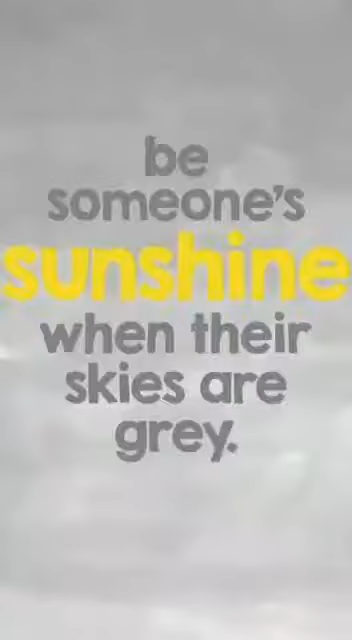 be
someone's
sunshine
when their
skies are
grey.